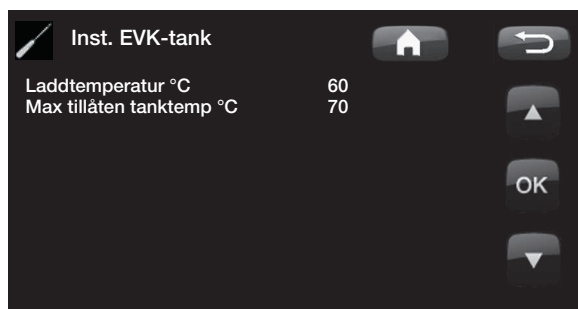 Inst. EVK-tank
Laddtemperatur °C 60
Max tillåten tanktemp °C 70
OK